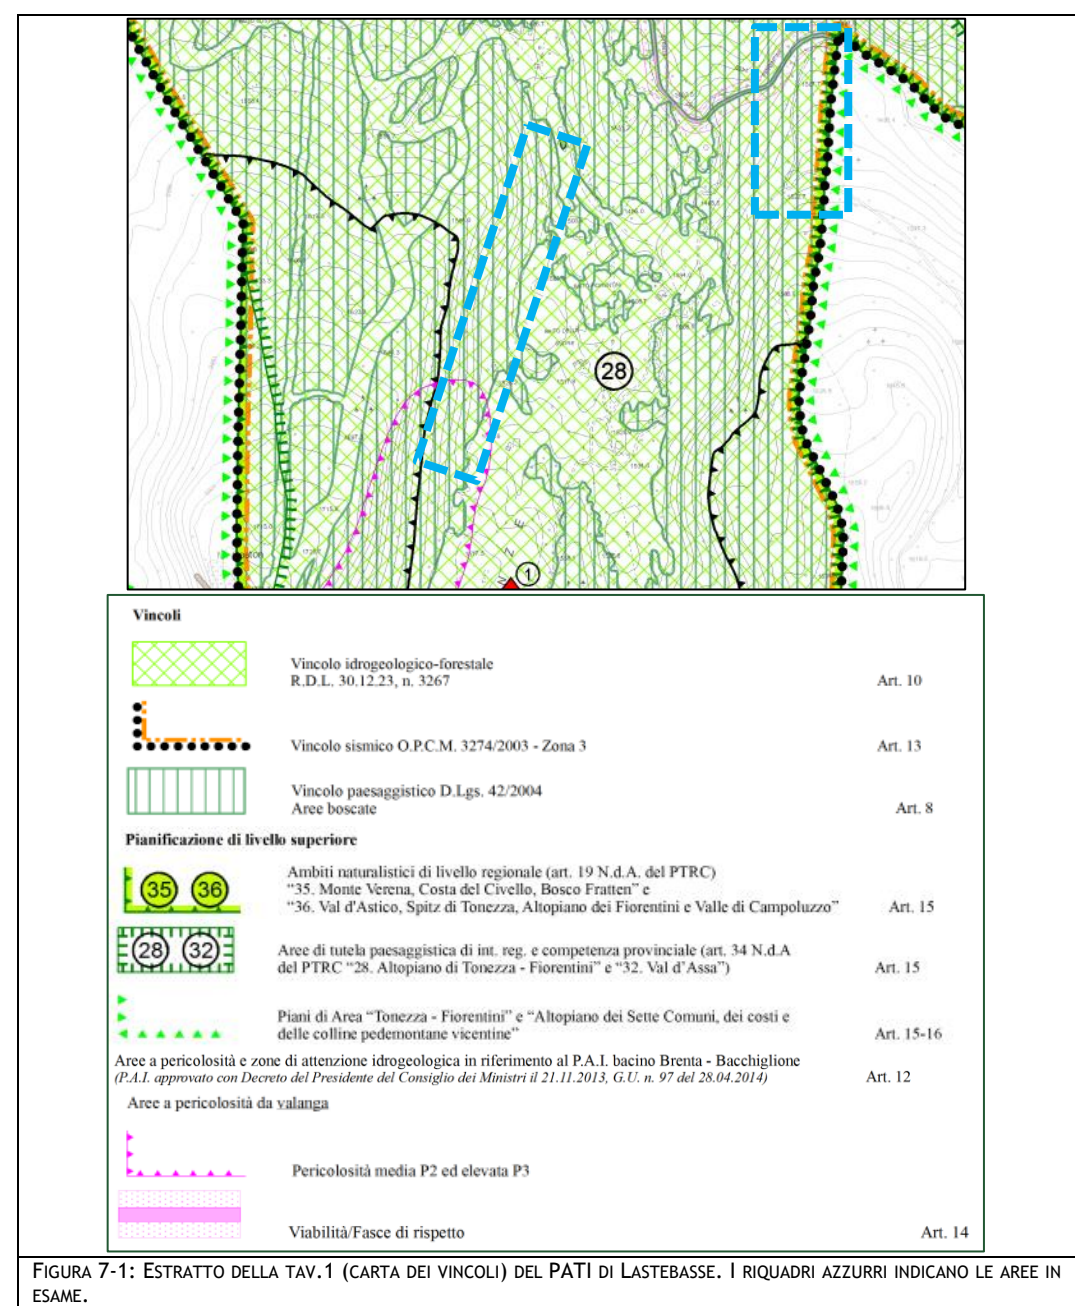 28
1
Vincoli
Vincolo idrogeologico-forestale
R.D.L. 30.12.23, n. 3267
Art. 10
Vincolo sismico O.P.C.M. 3274/2003 - Zona 3
Art. 13
Vincolo paesaggistico D.Lgs. 42/2004
Aree boscate
Art. 8
Pianificazione di livello superiore
35 36
Ambiti naturalistici di livello regionale (art. 19 N.d.A. del PTRC)
“35. Monte Verena, Costa del Civello, Bosco Fratten” e
“36. Val d'Astico, Spitz di Tonezza, Altopiano dei Fiorentini e Valle di Campoluzzo”
Art. 15
28 32
Aree di tutela paesaggistica di int. reg. e competenza provinciale (art. 34 N.d.A
del PTRC “28. Altopiano di Tonezza - Fiorentini” e “32. Val d’Assa”)
Art. 15
Piani di Area “Tonezza - Fiorentini” e “Altopiano dei Sette Comuni, dei costi e
delle colline pedemontane vicentine”
Art. 15-16
Aree a pericolosità e zone di attenzione idrogeologica in riferimento al P.A.I. bacino Brenta - Bacchiglione
(P.A.I. approvato con Decreto del Presidente del Consiglio dei Ministri il 21.11.2013, G.U. n. 97 del 28.04.2014)
Art. 12
Aree a pericolosità da valanga
Pericolosità media P2 ed elevata P3
Viabilità/Fasce di rispetto
Art. 14
FIGURA 7-1: ESTRATTO DELLA TAV.1 (CARTA DEI VINCOLI) DEL PATI DI LASTEBASSE. I RIQUADRI AZZURRI INDICANO LE AREE IN
ESAME.